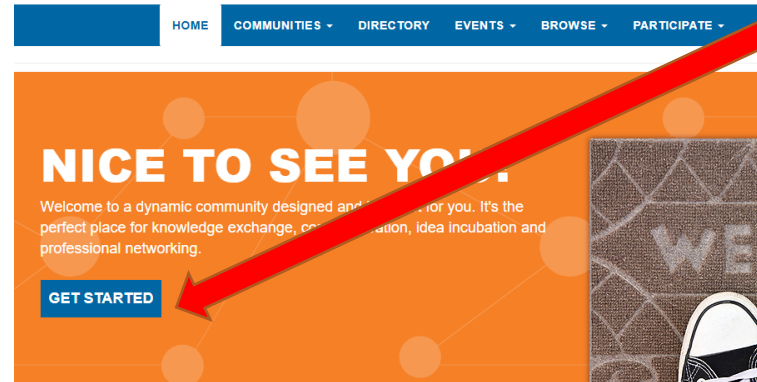 HOME COMMUNITIES DIRECTORY EVENTS BROWSE PARTICIPATE
NICE TO SEE
Welcome to a dynamic community designed and for you. It's the
perfect place for knowledge exchange, idea incubation and
professional networking.
GET STARTED
WE